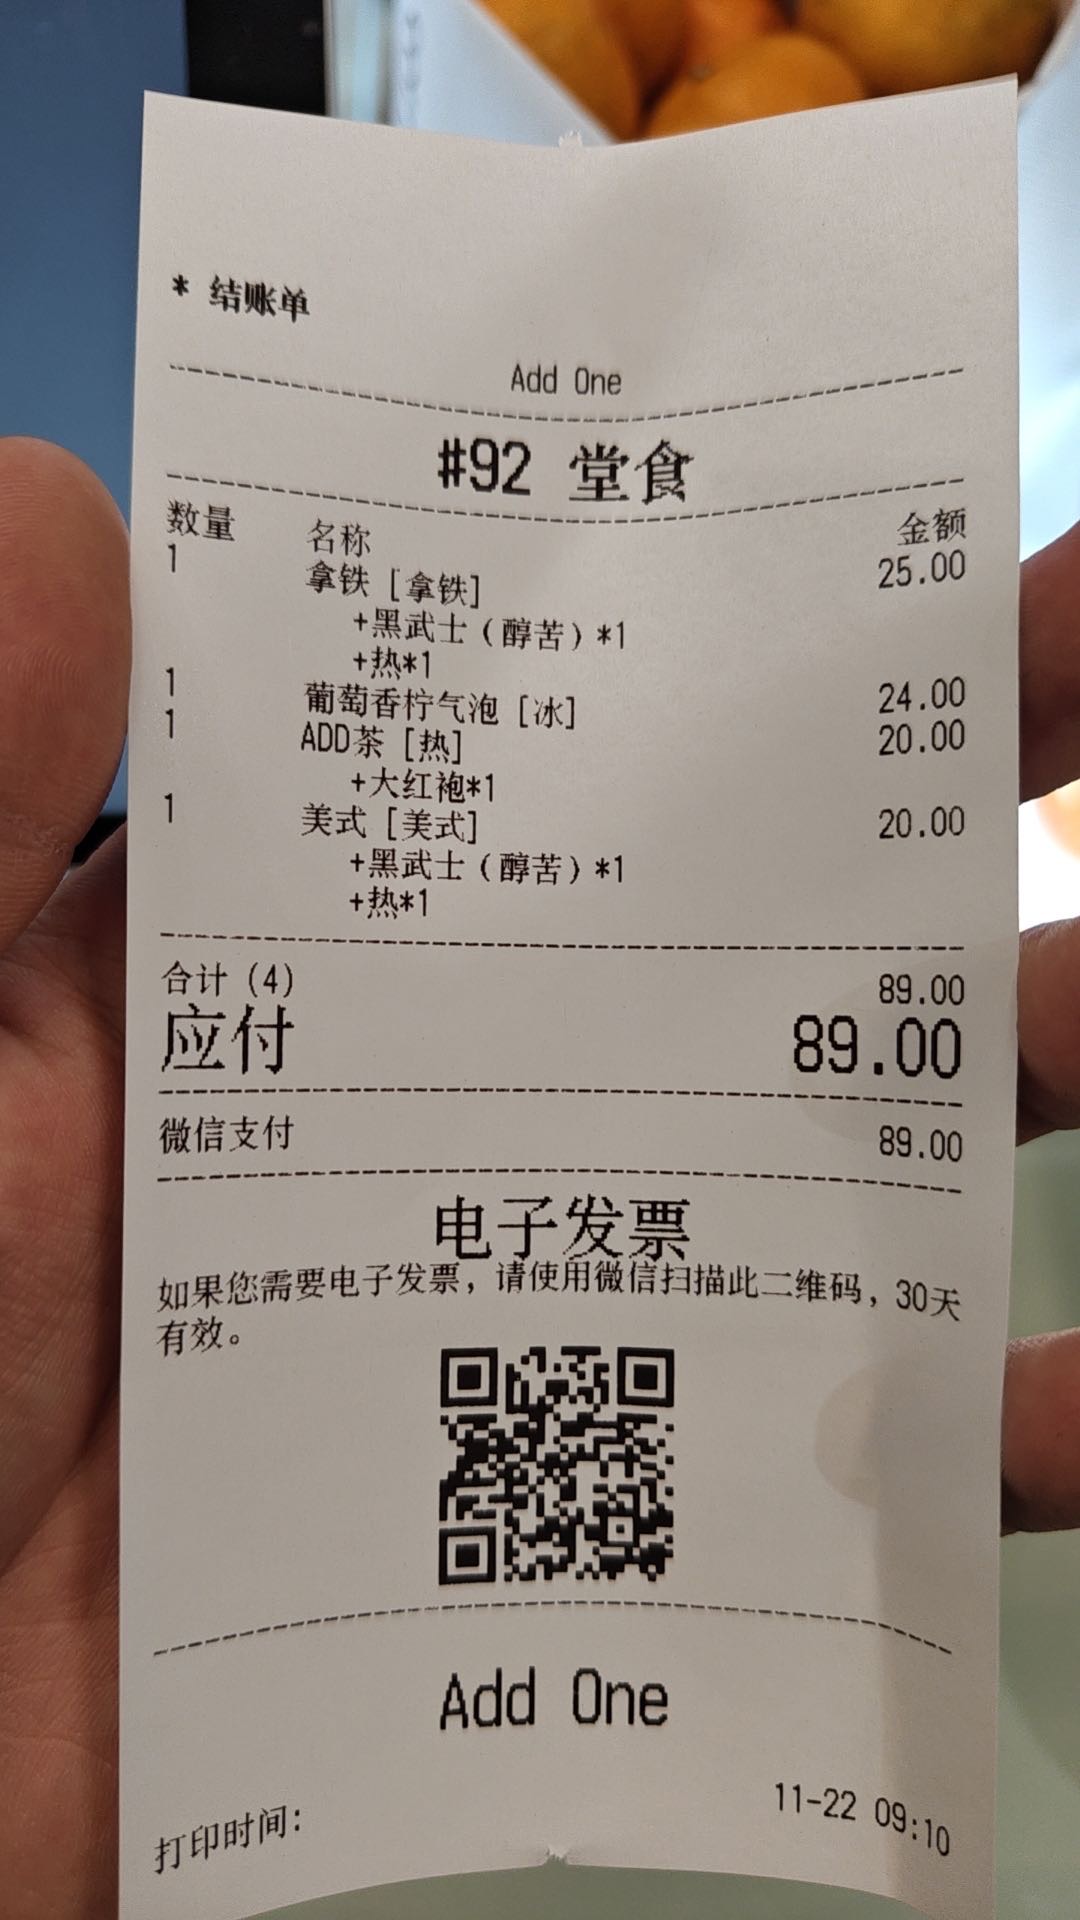 * 结账单
Add One
#92 堂食
数量 名称 金额
1 拿铁 [拿铁] 25.00
+黑武士（醇苦）*1
+热*1
1 葡萄香柠气泡 [冰] 24.00
1 ADD茶 [热] 20.00
+大红袍*1
1 美式 [美式] 20.00
+黑武士（醇苦）*1
+热*1
合计 (4) 89.00
应付 89.00
微信支付 89.00
电子发票
如果您需要电子发票，请使用微信扫描此二维码，30天
有效。
Add One
打印时间： 11-22 09:10